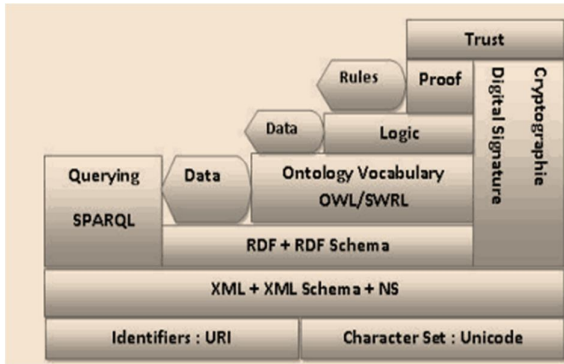 Trust
Rules
Proof
Digital Signature
Cryptographie
Data
Logic
Querying
SPARQL
Data
Ontology Vocabulary
OWL/SWRL
RDF + RDF Schema
XML + XML Schema + NS
Identifiers : URI
Character Set : Unicode